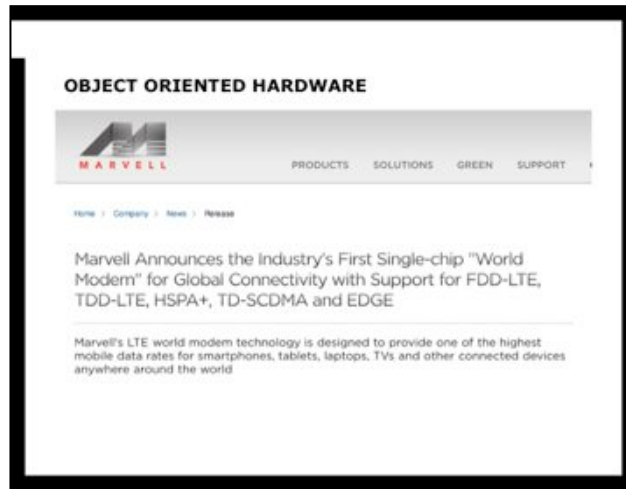 OBJECT ORIENTED HARDWARE
MARVELL
PRODUCTS SOLUTIONS GREEN SUPPORT
Home > Company > News > Release
Marvell Announces the Industry's First Single-chip "World
Modem" for Global Connectivity with Support for FDD-LTE,
TDD-LTE, HSPA+, TD-SCDMA and EDGE
Marvell's LTE world modem technology is designed to provide one of the highest
mobile data rates for smartphones, tablets, laptops, TVs and other connected devices
anywhere around the world